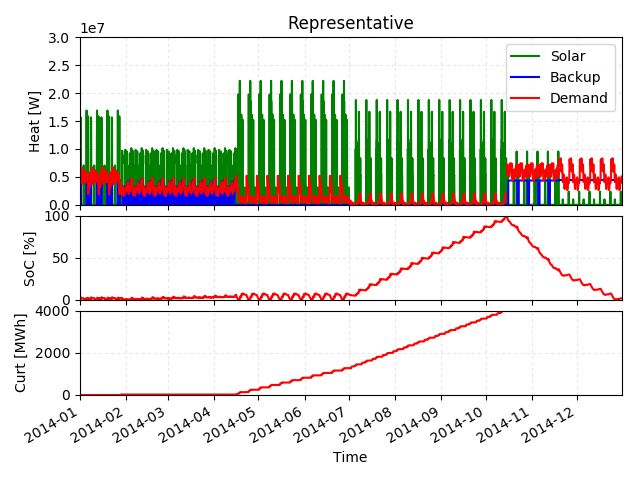 Representative
1e7
3.0
2.5
2.0
1.5
1.0
0.5
0.0
Heat [W]
Solar
Backup
Demand
100
50
0
SoC [%]
4000
2000
0
Curt [MWh]
2014-01
2014-02
2014-03
2014-04
2014-05
2014-06
2014-07
2014-08
2014-09
2014-10
2014-11
2014-12
Time